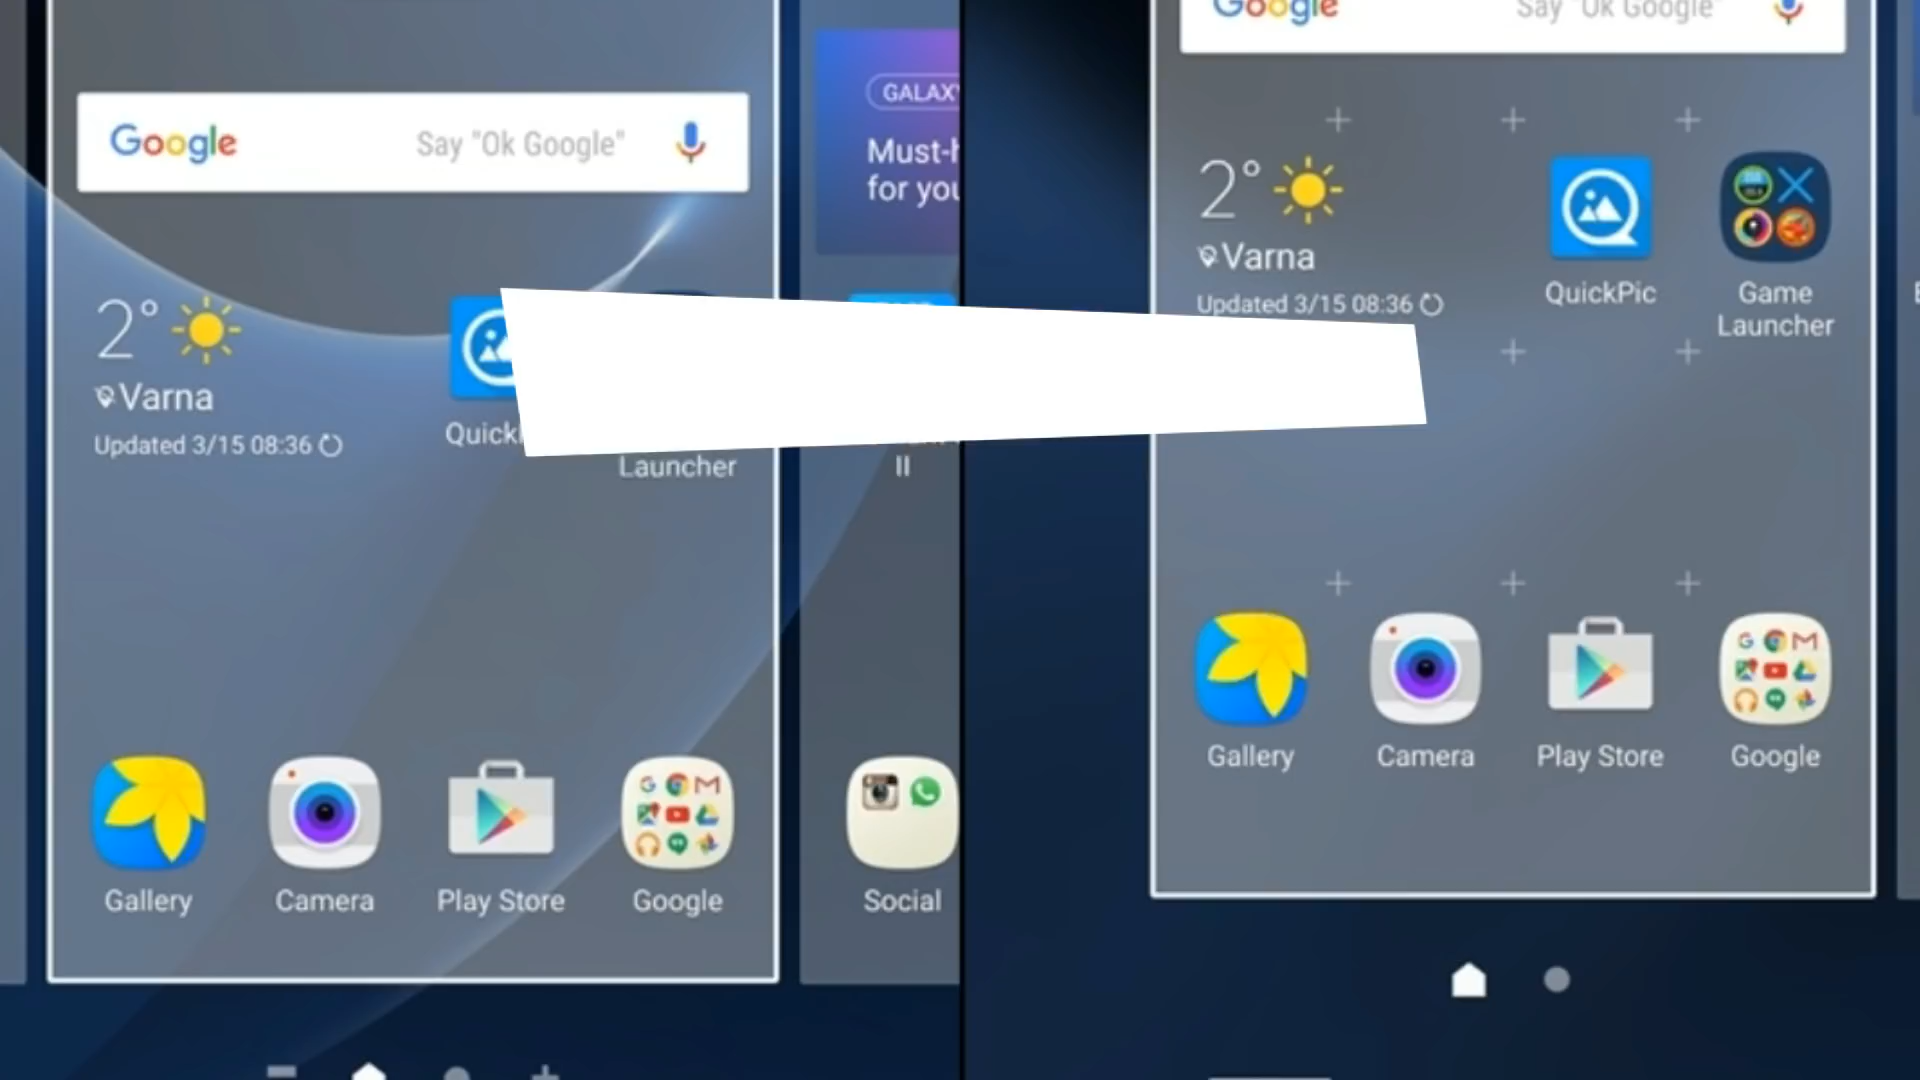 Google Say "Ok Google"
GALAXY
Must-h
for you
2°
Varna
Updated 3/15 08:36
Launcher
II
Gallery
Camera
Play Store
Google
Social
Google Say "Ok Google"
2°
Varna
Updated 3/15 08:36
QuickPic
Game
Launcher
Gallery
Camera
Play Store
Google